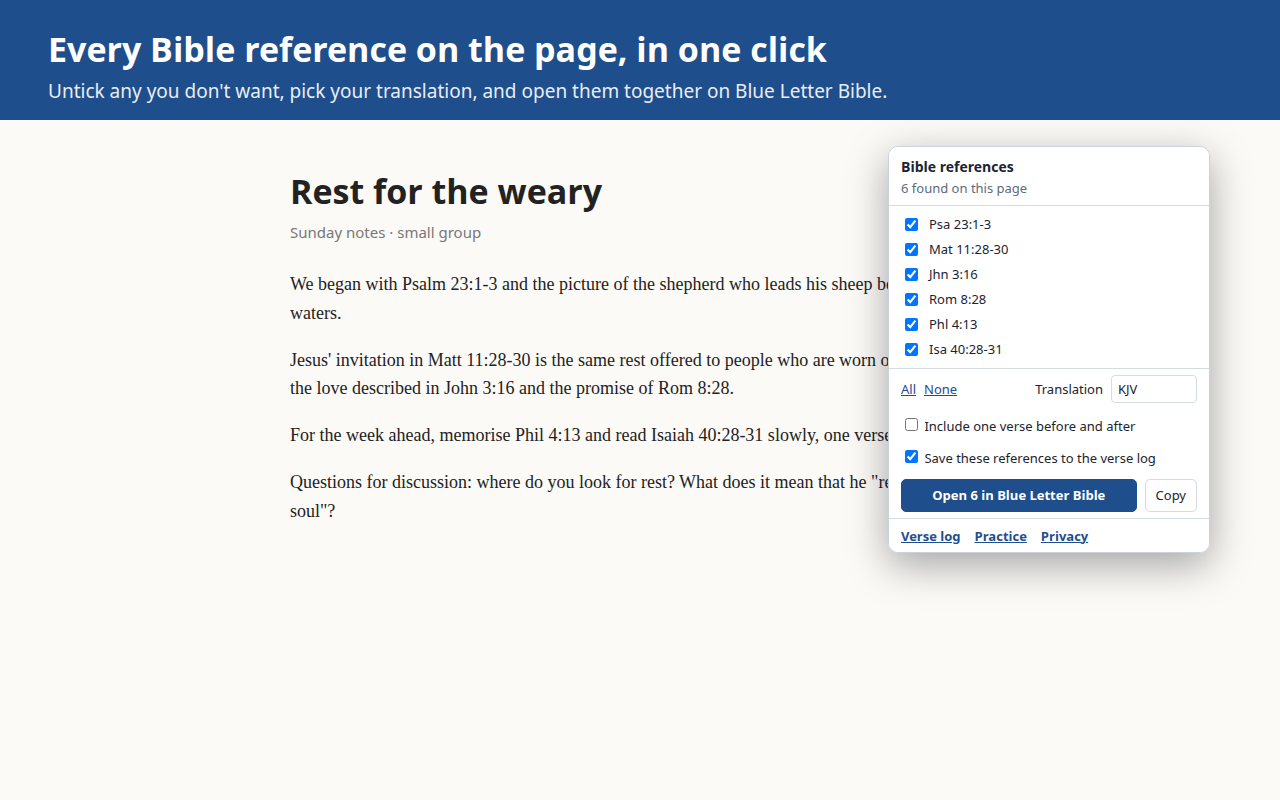 Every Bible reference on the page, in one click
Untick any you don't want, pick your translation, and open them together on Blue Letter Bible.
Rest for the weary
Sunday notes · small group
We began with Psalm 23:1-3 and the picture of the shepherd who leads his sheep
waters.
Jesus' invitation in Matt 11:28-30 is the same rest offered to people who are worn
the love described in John 3:16 and the promise of Rom 8:28.
For the week ahead, memorise Phil 4:13 and read Isaiah 40:28-31 slowly, one verse
Questions for discussion: where do you look for rest? What does it mean that he "re
soul"?
Bible references
6 found on this page
Psa 23:1-3
Mat 11:28-30
Jhn 3:16
Rom 8:28
Phl 4:13
Isa 40:28-31
All None Translation KJV
Include one verse before and after
Save these references to the verse log
Open 6 in Blue Letter Bible Copy
Verse log Practice Privacy